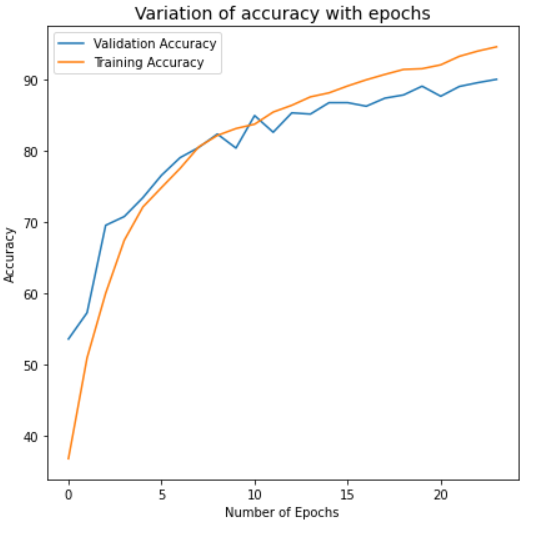 Variation of accuracy with epochs
Validation Accuracy
Training Accuracy
90
80
70
60
50
40
Accuracy
0 5 10 15 20
Number of Epochs